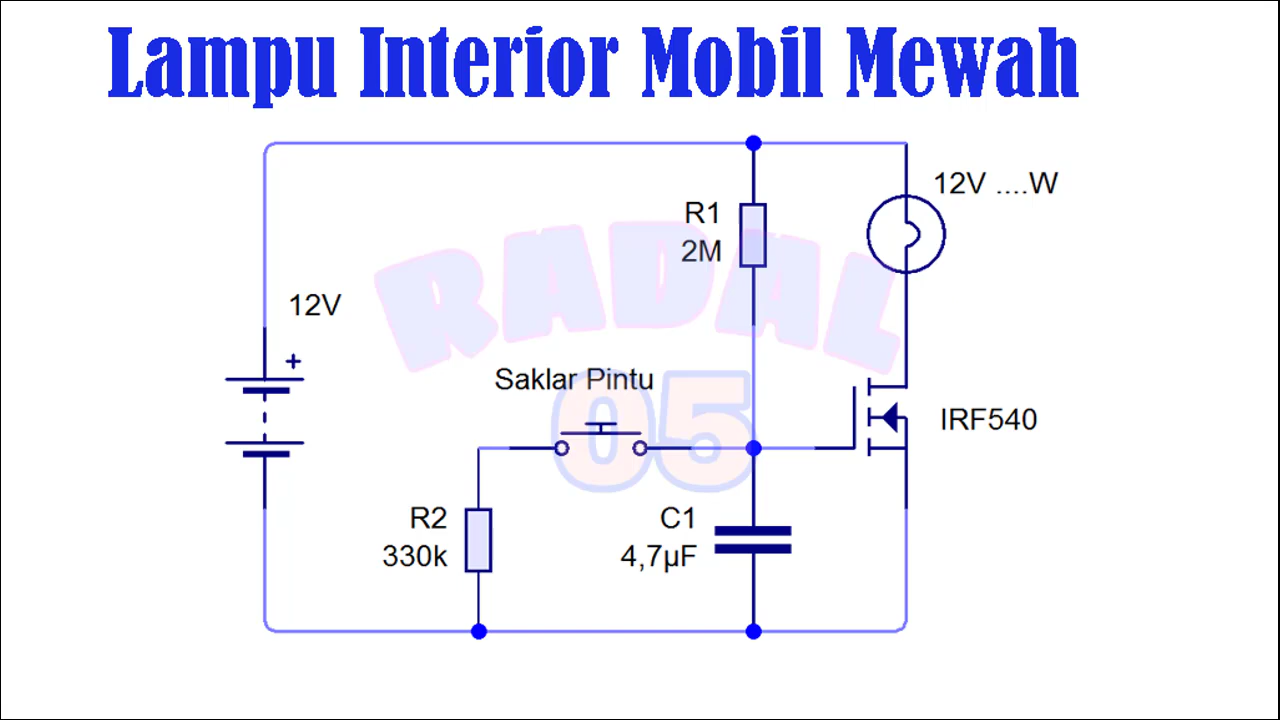 Lampu Interior Mobil Mewah
12V ....W
R1
2M
RADAL
12V
+
Saklar Pintu
05
IRF540
R2
330k
C1
4,7µF